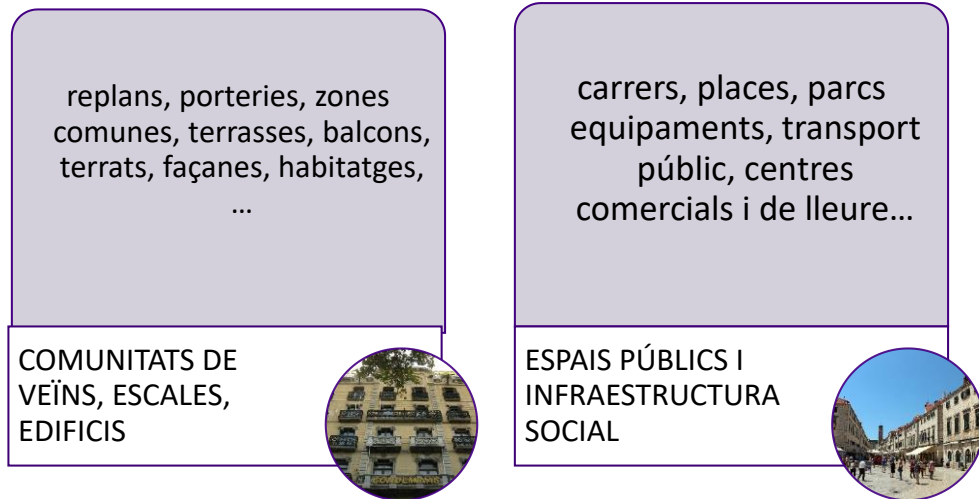 replans, porteries, zones
comunes, terrasses, balcons,
terrats, façanes, habitatges,
...
COMUNITATS DE
VEÏNS, ESCALES,
EDIFICIS
carrers, places, parcs
equipaments, transport
públic, centres
comercials i de lleure...
ESPAIS PÚBLICS I
INFRAESTRUCTURA
SOCIAL